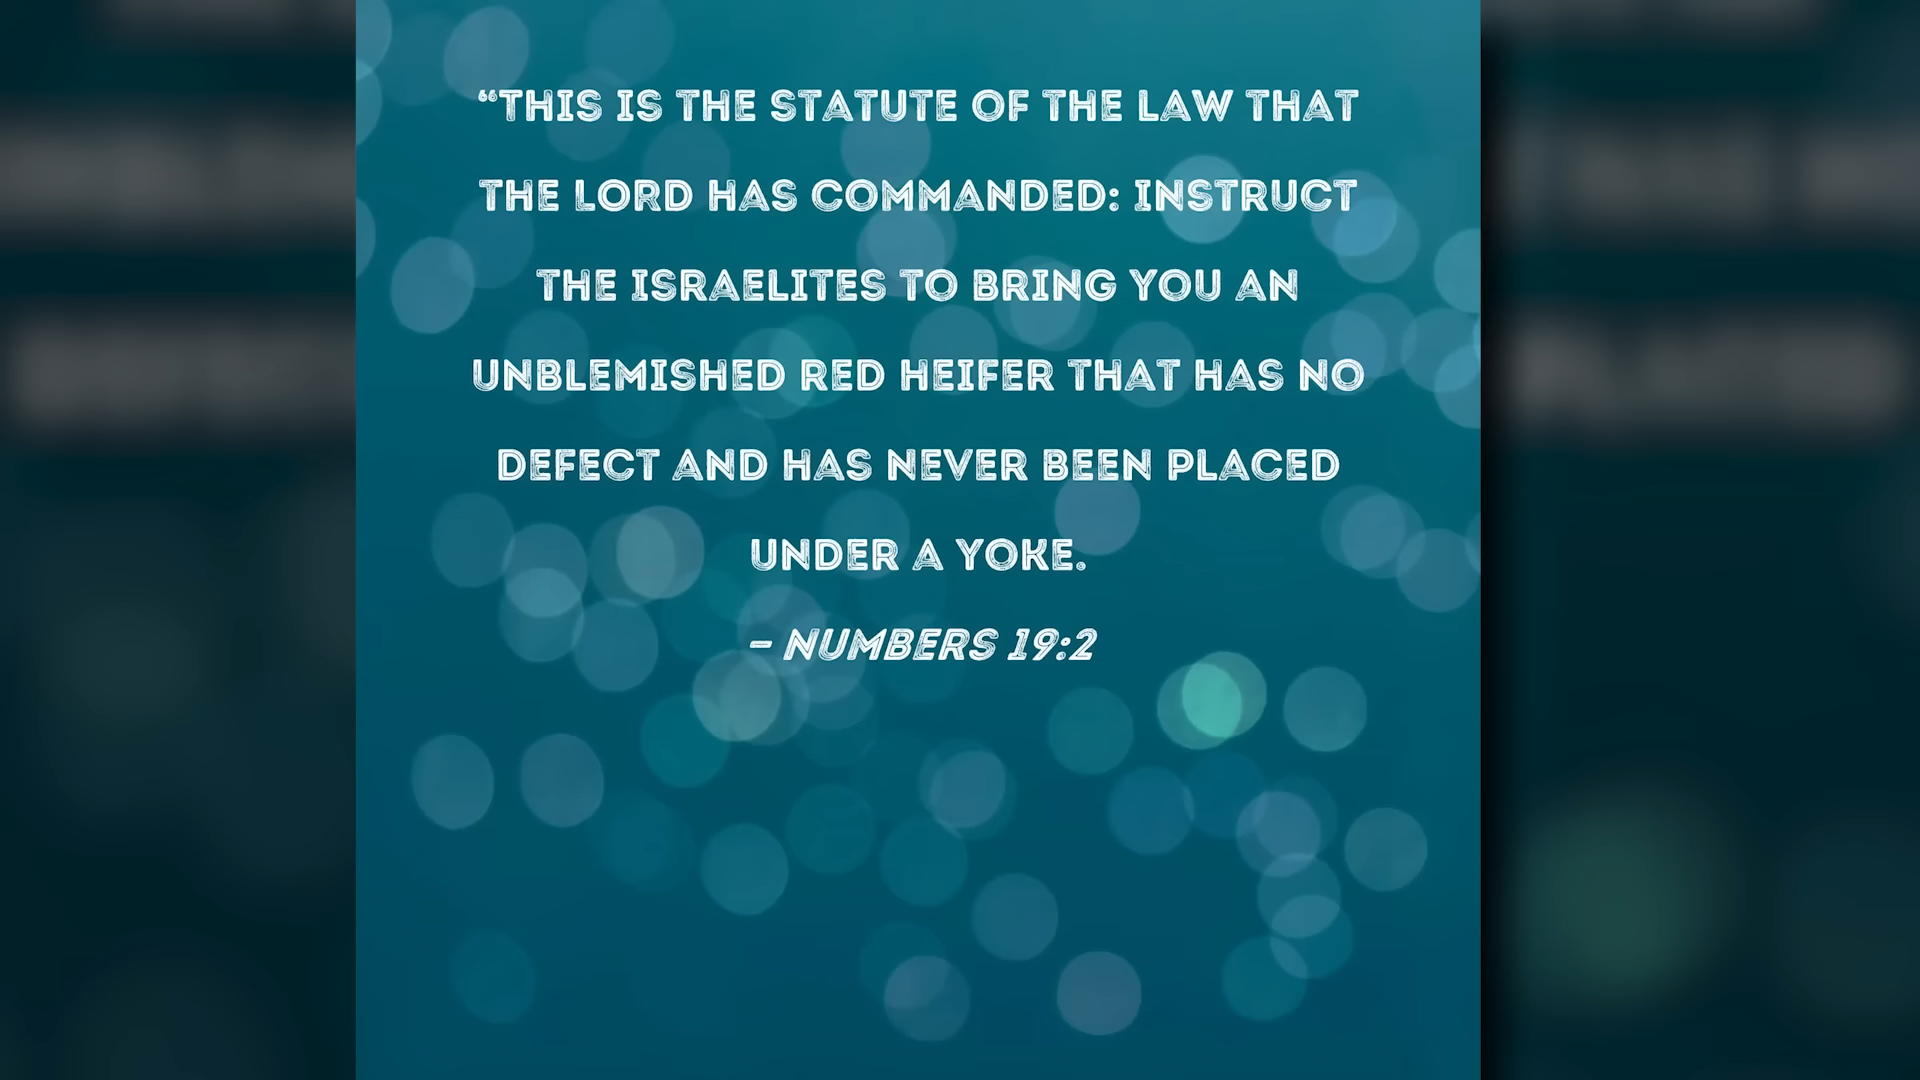 “THIS IS THE STATUTE OF THE LAW THAT
THE LORD HAS COMMANDED: INSTRUCT
THE ISRAELITES TO BRING YOU AN
UNBLEMISHED RED HEIFER THAT HAS NO
DEFECT AND HAS NEVER BEEN PLACED
UNDER A YOKE.
– NUMBERS 19:2